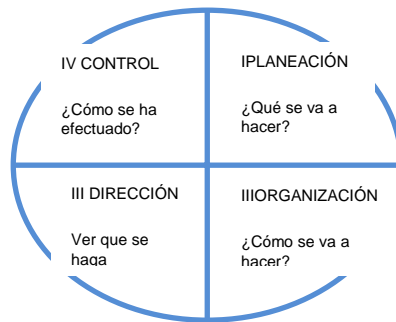 IV CONTROL
¿Cómo se ha
efectuado?
IPLANEACIÓN
¿Qué se va a
hacer?
III DIRECCIÓN
Ver que se
haga
IIIORGANIZACIÓN
¿Cómo se va a
hacer?